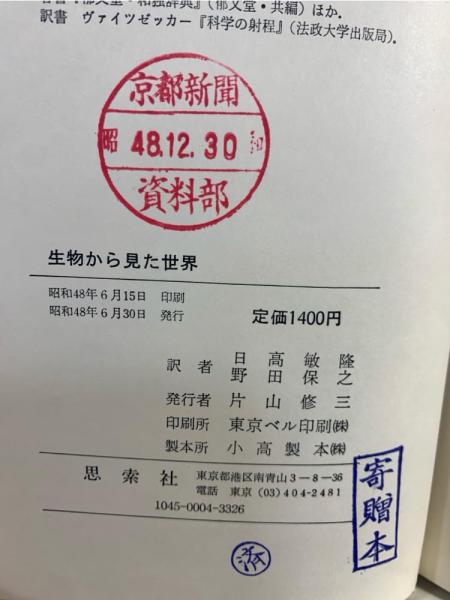 (郁文堂・共編) ほか.
訳書 ヴァイツゼッカー『科学の射程』(法政大学出版局).
京都新聞
昭 48.12.30 和
資料部
生物から見た世界
昭和48年6月15日 印刷
昭和48年6月30日 発行
定価1400円
訳者 日高敏隆
野田保之
発行者 片山修三
印刷所 東京ベル印刷㈱
製本所 小高製本㈱
思索社
東京都港区南青山3-8-36
電話 東京(03)404-2481
1045-0004-3326
寄贈本